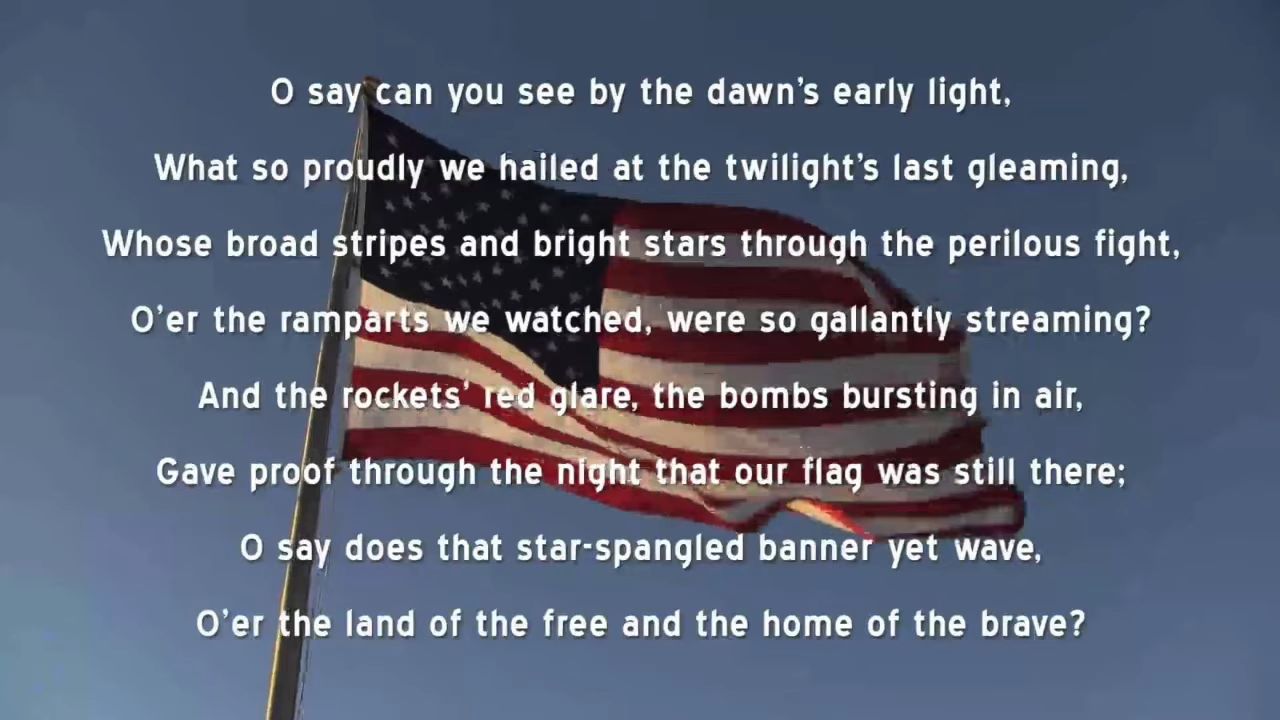 O say can you see by the dawn's early light,
What so proudly we hailed at the twilight's last gleaming,
Whose broad stripes and bright stars through the perilous fight,
O'er the ramparts we watched, were so gallantly streaming?
And the rockets' red glare, the bombs bursting in air,
Gave proof through the night that our flag was still there;
O say does that star-spangled banner yet wave,
O'er the land of the free and the home of the brave?